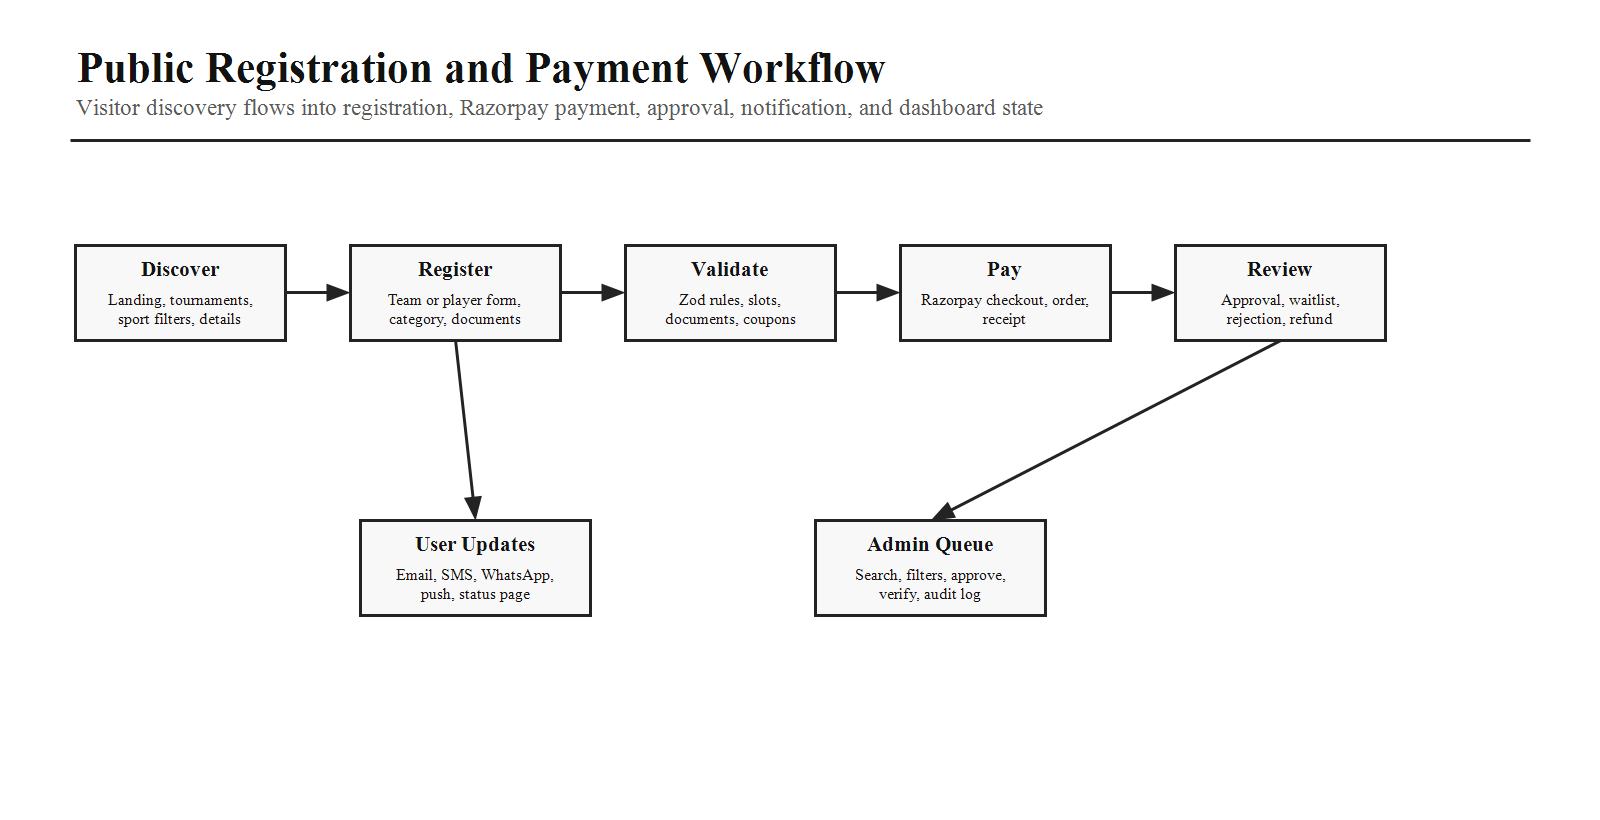 Public Registration and Payment Workflow
Visitor discovery flows into registration, Razorpay payment, approval, notification, and dashboard state
Discover
Landing, tournaments,
sport filters, details
Register
Team or player form,
category, documents
Validate
Zod rules, slots,
documents, coupons
Pay
Razorpay checkout, order,
receipt
Review
Approval, waitlist,
rejection, refund
User Updates
Email, SMS, WhatsApp,
push, status page
Admin Queue
Search, filters, approve,
verify, audit log